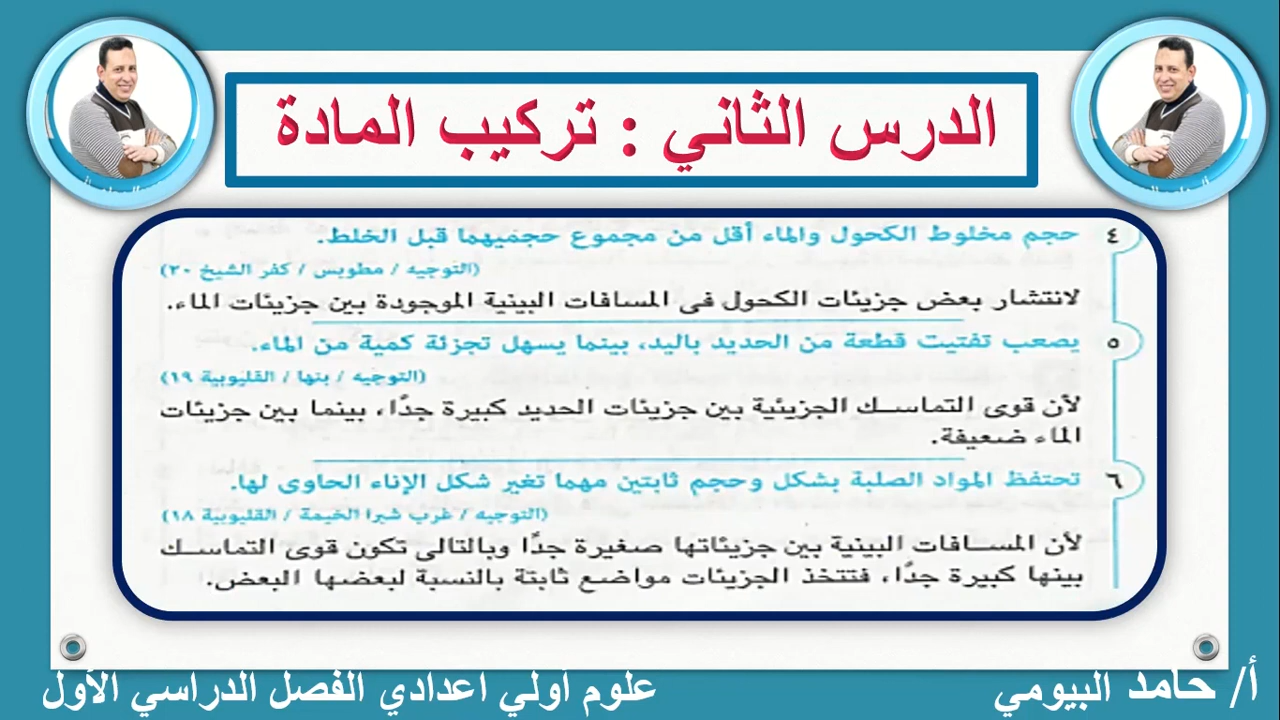 الدرس الثاني : تركيب المادة
٤ حجم مخلوط الكحول والماء أقل من مجموع حجميهما قبل الخلط.
(التوجيه / مطوبس / كفر الشيخ ٢٠)
لانتشار بعض جزيئات الكحول فى المسافات البينية الموجودة بين جزيئات الماء.
٥ يصعب تفتيت قطعة من الحديد باليد، بينما يسهل تجزئة كمية من الماء.
(التوجيه / بنها / القليوبية ١٩)
لأن قوى التماسك الجزيئية بين جزيئات الحديد كبيرة جدًا، بينما بين جزيئات
الماء ضعيفة.
٦ تحتفظ المواد الصلبة بشكل وحجم ثابتين مهما تغير شكل الإناء الحاوى لها.
(التوجيه / غرب شبرا الخيمة / القليوبية ١٨)
لأن المسافات البينية بين جزيئاتها صغيرة جدًا وبالتالى تكون قوى التماسك
بينها كبيرة جدًا، فتتخذ الجزيئات مواضع ثابتة بالنسبة لبعضها البعض.
أ/ حامد البيومي
علوم أولي اعدادي الفصل الدراسي الأول